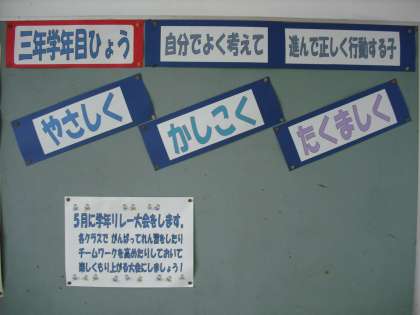 三年学年目ひょう
自分でよく考えて
進んで正しく行動する子
やさしく
かしこく
たくましく
5月に学年リレー大会をします。
各クラスで がんばってれん習をしたり
チームワークを高めたりしておいて
楽しくもり上がる大会にしましょう!